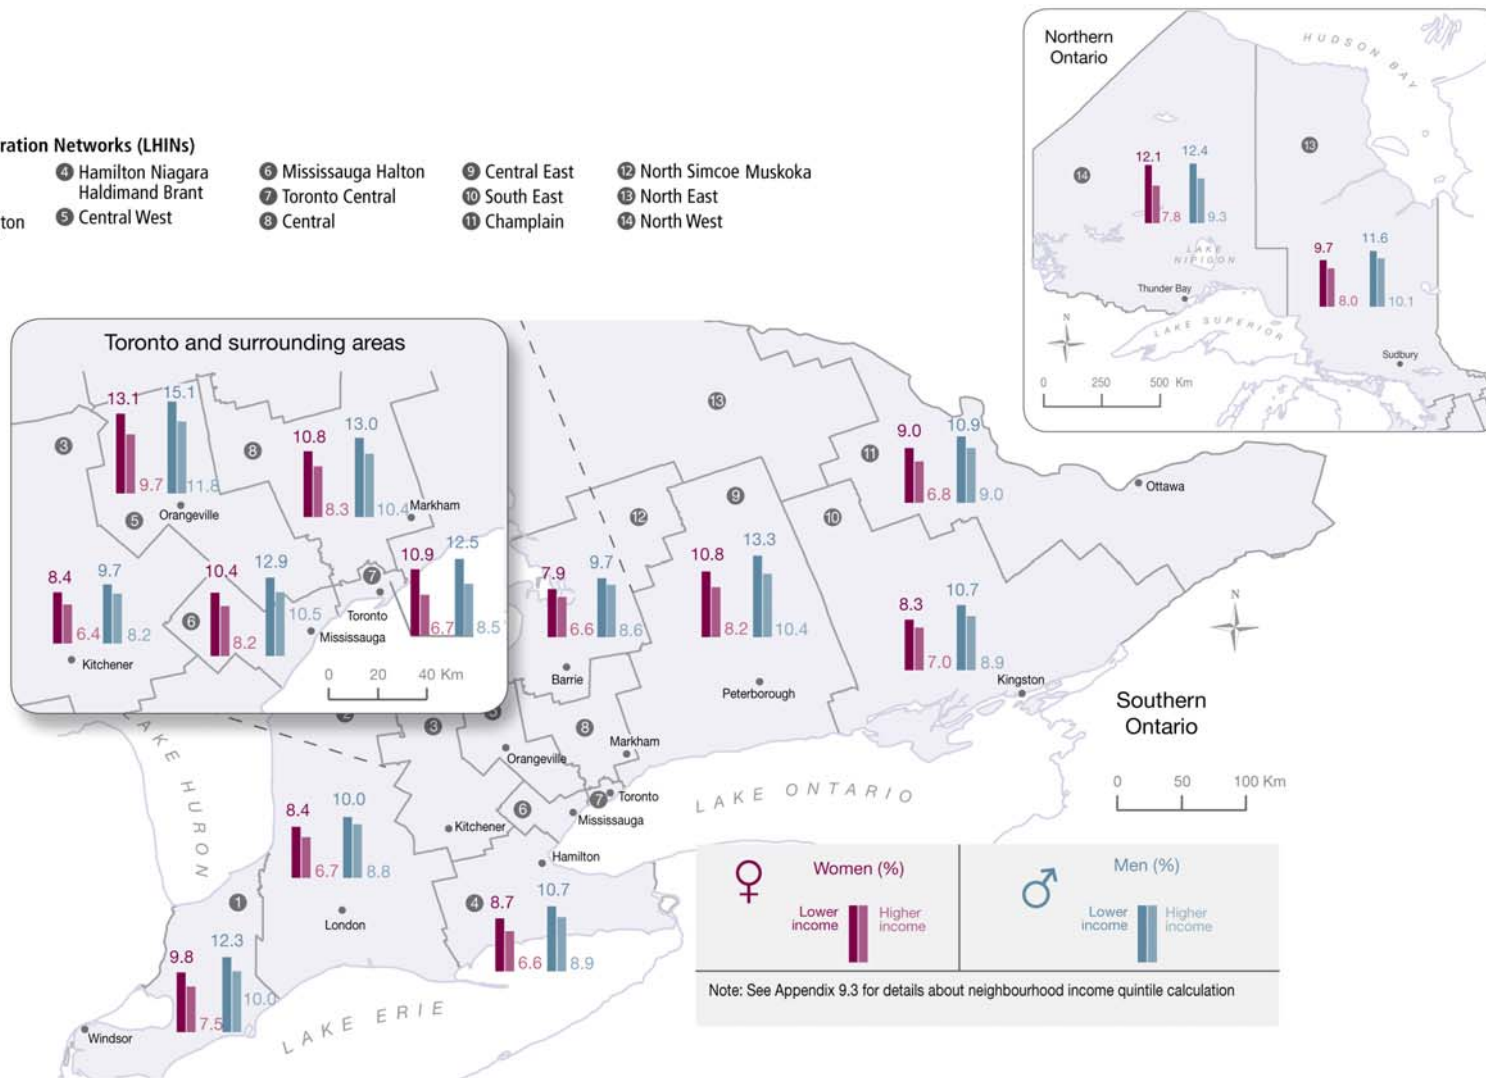 ration Networks (LHINs)
4 Hamilton Niagara
Haldimand Brant
ton
5 Central West
6 Mississauga Halton
7 Toronto Central
8 Central
9 Central East
10 South East
11 Champlain
12 North Simcoe Muskoka
13 North East
14 North West
Northern
Ontario
HUDSON BAY
13
14
12.1
7.8
12.4
9.3
LAKE
NIPIGON
9.7
8.0
11.6
10.1
Thunder Bay
N
LAKE SUPERIOR
Sudbury
0 250 500 Km
Toronto and surrounding areas
13.1
9.7
15.1
11.8
3
8
10.8
8.3
13.0
10.4
Markham
5
Orangeville
8.4
6.4
9.7
8.2
Kitchener
6
10.4
8.2
12.9
10.5
7
Toronto
Mississauga
10.9
6.7
12.5
8.5
0 20 40 Km
13
11
9.0
6.8
10.9
9.0
Ottawa
12
9
10
7.9
6.6
9.7
8.6
Barrie
10.8
8.2
13.3
10.4
Peterborough
8.3
7.0
10.7
8.9
Kingston
N
Southern
Ontario
0 50 100 Km
2
3
5
8
Orangeville
Markham
7
Toronto
6
Mississauga
Kitchener
Hamilton
LAKE ONTARIO
LAKE HURON
8.4
6.7
10.0
8.8
London
1
4
8.7
6.6
10.7
8.9
9.8
7.5
12.3
10.0
Windsor
LAKE ERIE
Women (%)
Lower
income
Higher
income
Men (%)
Lower
income
Higher
income
Note: See Appendix 9.3 for details about neighbourhood income quintile calculation